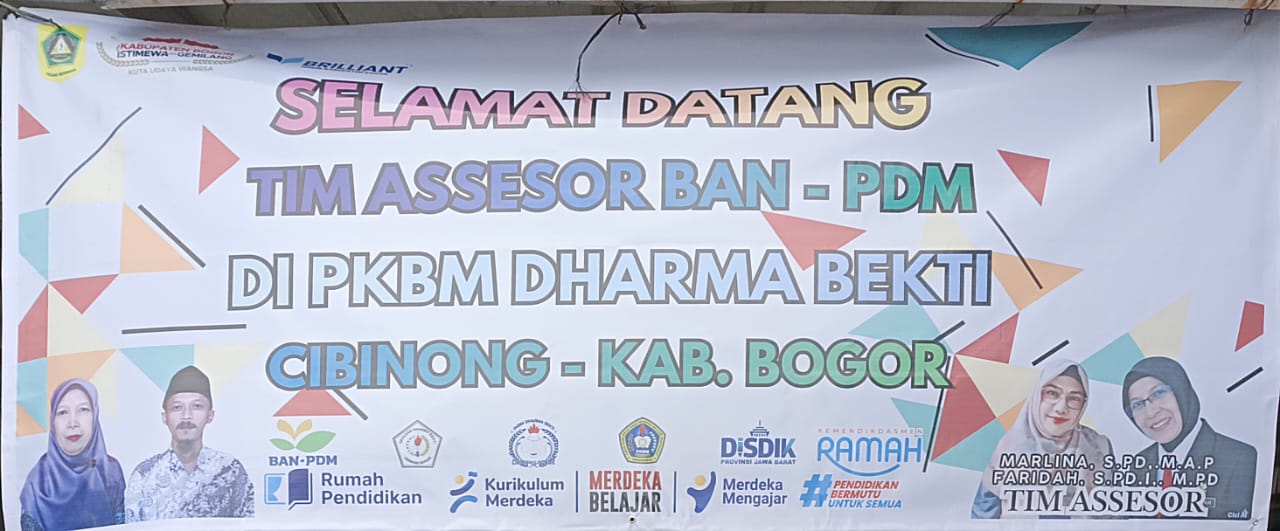 KABUPATEN BOGOR
ISTIMEWA GEMILANG
KUTA UDAYA WANGSA
BRILLIANT
SELAMAT DATANG
TIM ASSESOR BAN - PDM
DI PKBM DHARMA BEKTI
CIBINONG - KAB. BOGOR
BAN-PDM
DISDIK
PROVINSI JAWA BARAT
KEMENDIKDASMEN
RAMAH
Rumah
Pendidikan
Kurikulum
Merdeka
MERDEKA
BELAJAR
Merdeka
Mengajar
#PENDIDIKAN
BERMUTU
UNTUK SEMUA
MARLINA, S.PD,.M.A.P
FARIDAH, S.PD.I., M.PD
TIM ASSESOR